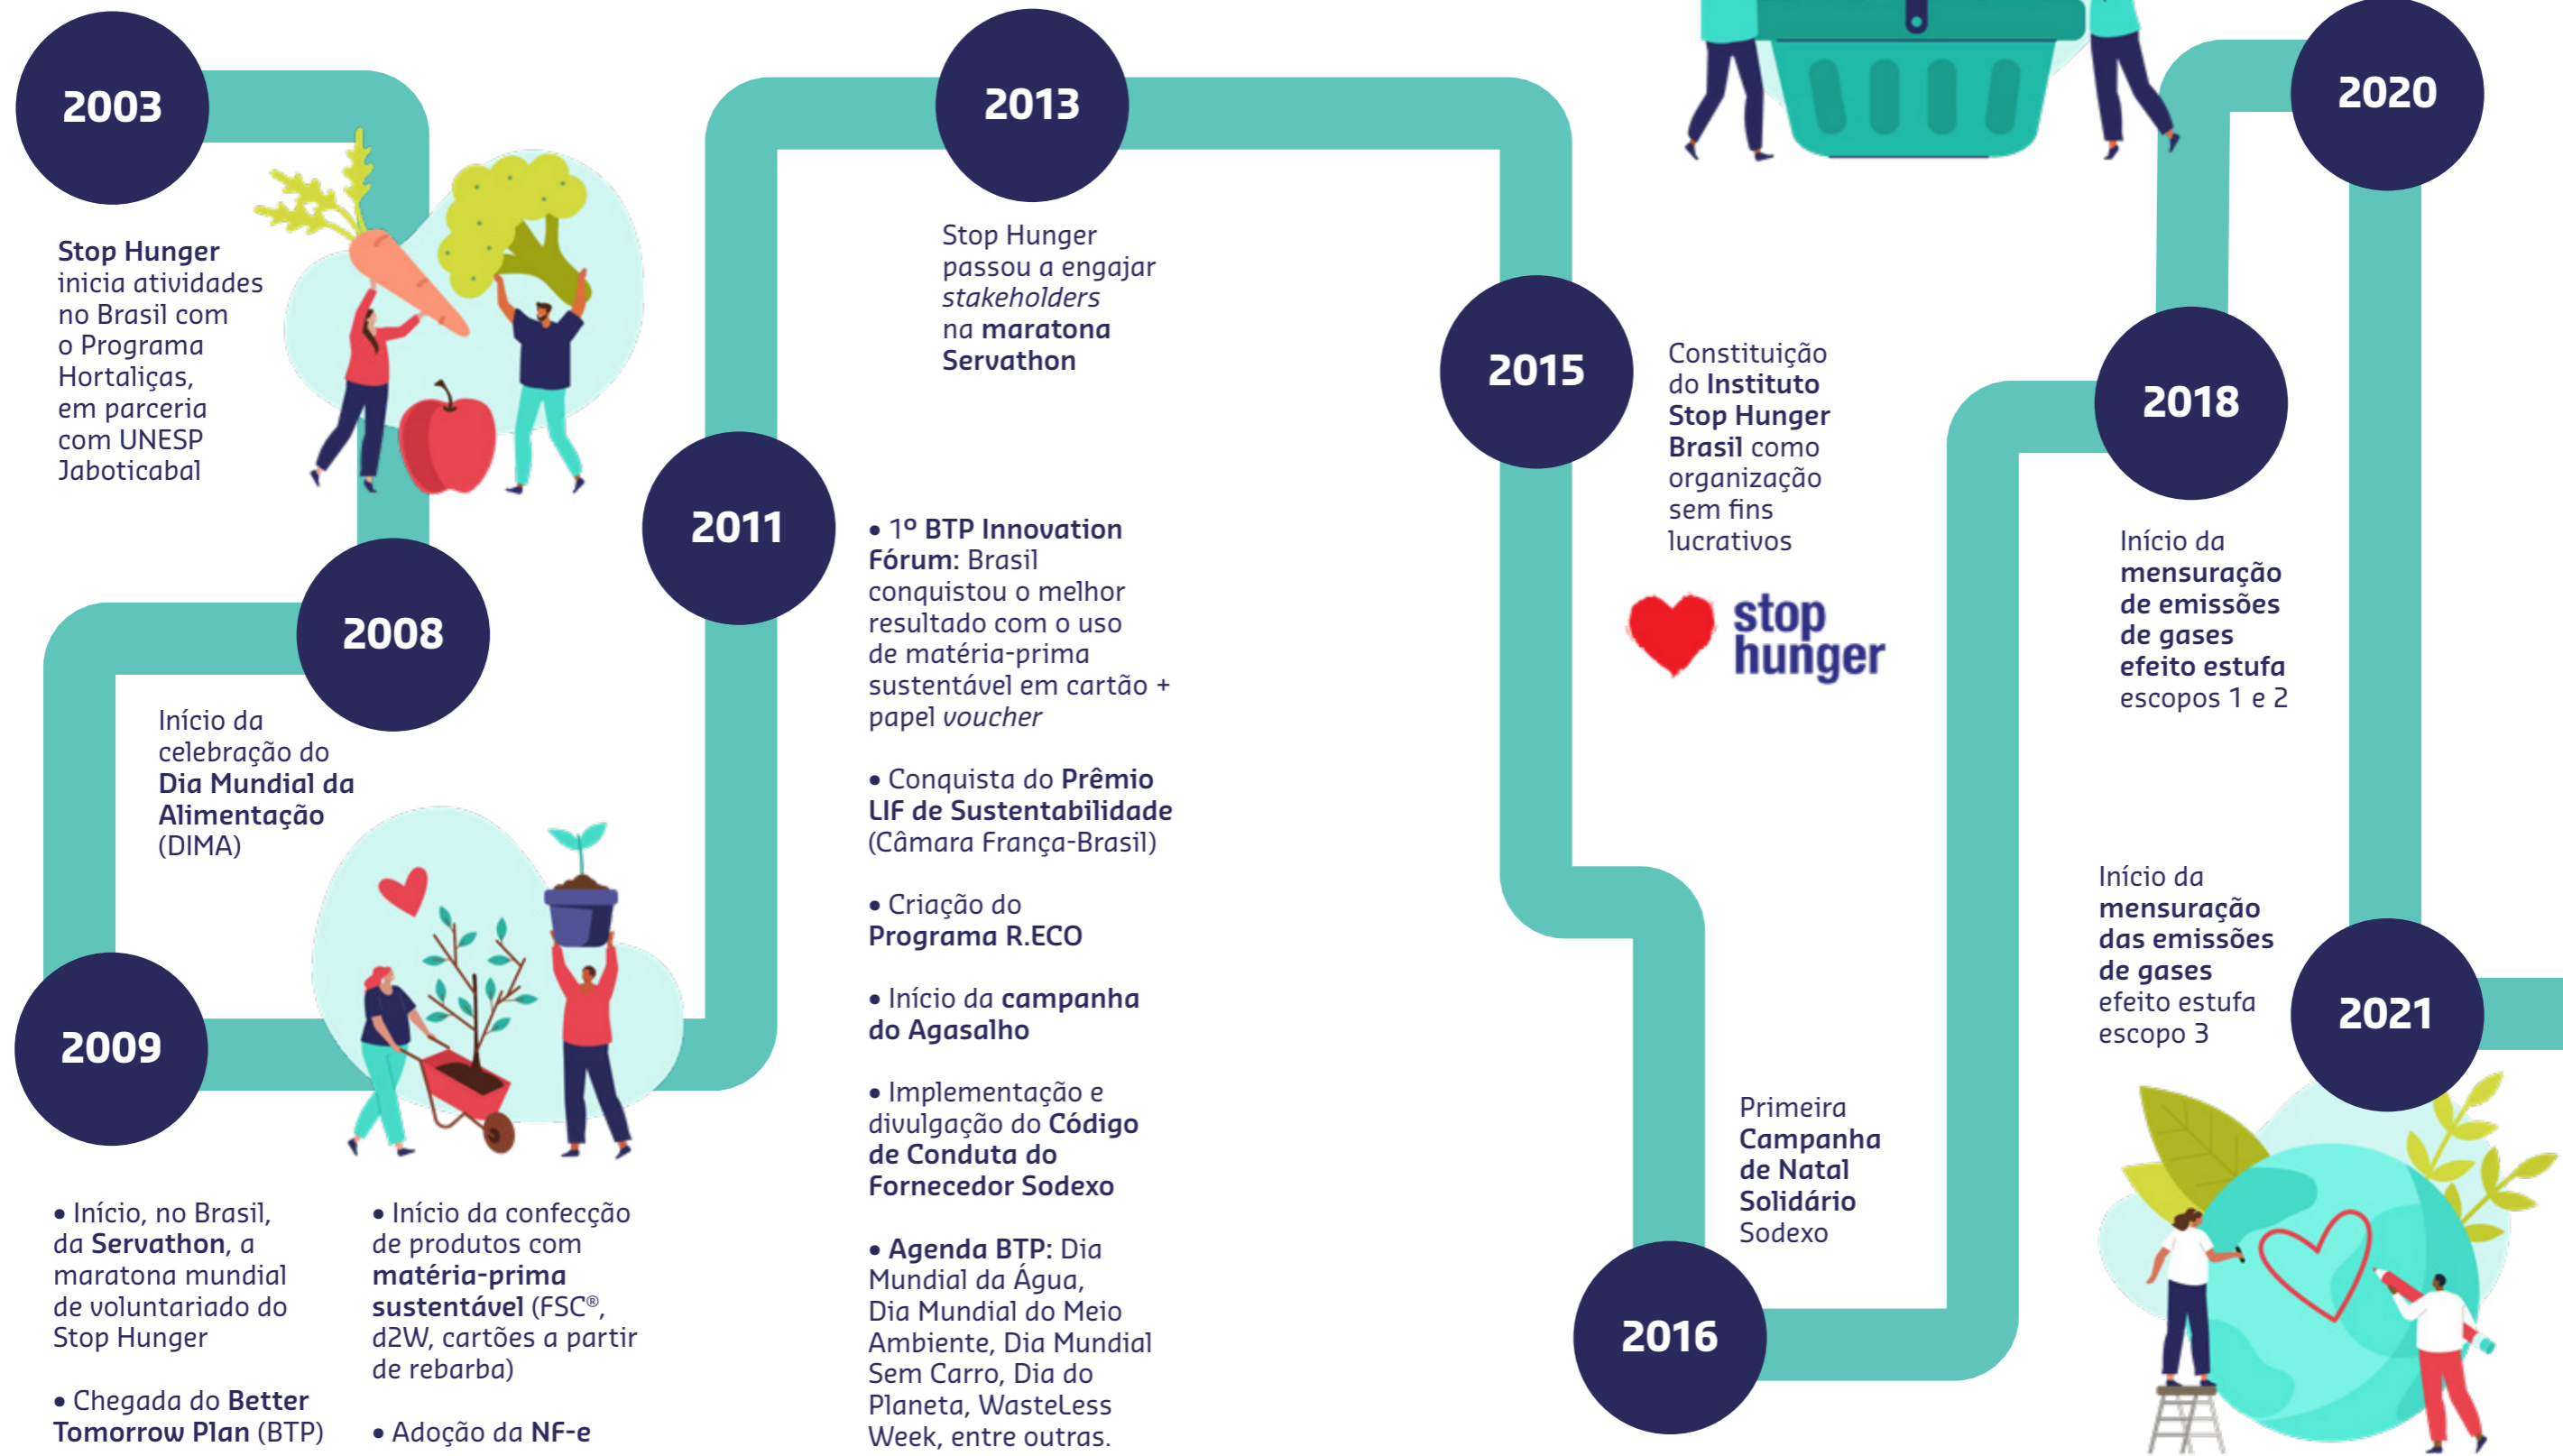 2003
Stop Hunger
inicia atividades
no Brasil com
o Programa
Hortaliças,
em parceria
com UNESP
Jaboticabal
2008
Início da
celebração do
Dia Mundial da
Alimentação
(DIMA)
2009
• Início, no Brasil,
da Servathon, a
maratona mundial
de voluntariado do
Stop Hunger
• Chegada do Better
Tomorrow Plan (BTP)
• Início da confecção
de produtos com
matéria-prima
sustentável (FSC®,
d2W, cartões a partir
de rebarba)
• Adoção da NF-e
2011
• 1º BTP Innovation
Fórum: Brasil
conquistou o melhor
resultado com o uso
de matéria-prima
sustentável em cartão +
papel voucher
• Conquista do Prêmio
LIF de Sustentabilidade
(Câmara França-Brasil)
• Criação do
Programa R.ECO
• Início da campanha
do Agasalho
• Implementação e
divulgação do Código
de Conduta do
Fornecedor Sodexo
• Agenda BTP: Dia
Mundial da Água,
Dia Mundial do Meio
Ambiente, Dia Mundial
Sem Carro, Dia do
Planeta, WasteLess
Week, entre outras.
2013
Stop Hunger
passou a engajar
stakeholders
na maratona
Servathon
2015
Constituição
do Instituto
Stop Hunger
Brasil como
organização
sem fins
lucrativos
stop
hunger
2016
Primeira
Campanha
de Natal
Solidário
Sodexo
2018
Início da
mensuração
de emissões
de gases
efeito estufa
escopos 1 e 2
2020
2021
Início da
mensuração
das emissões
de gases
efeito estufa
escopo 3